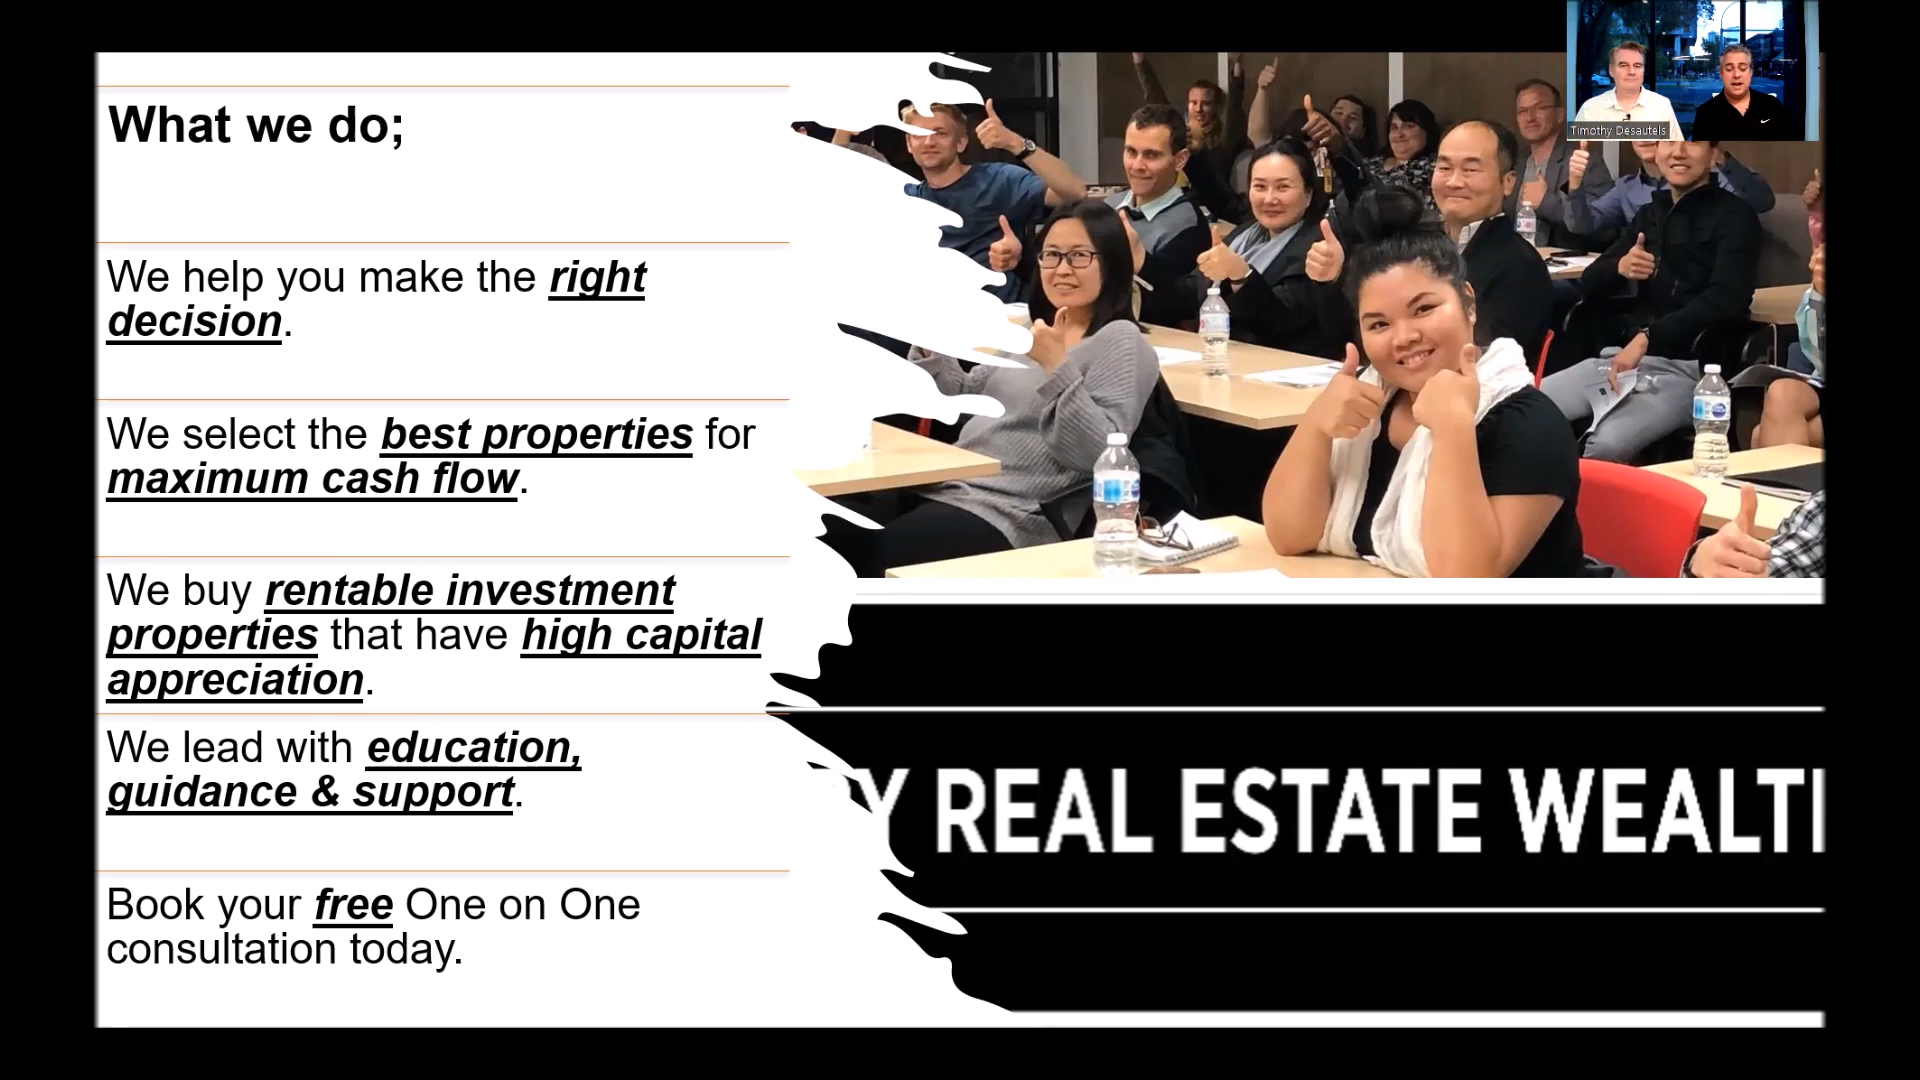 What we do;
We help you make the right
decision.
We select the best properties for
maximum cash flow.
We buy rentable investment
properties that have high capital
appreciation.
We lead with education,
guidance & support.
Book your free One on One
consultation today.
Timothy Desautels
Y REAL ESTATE WEALT